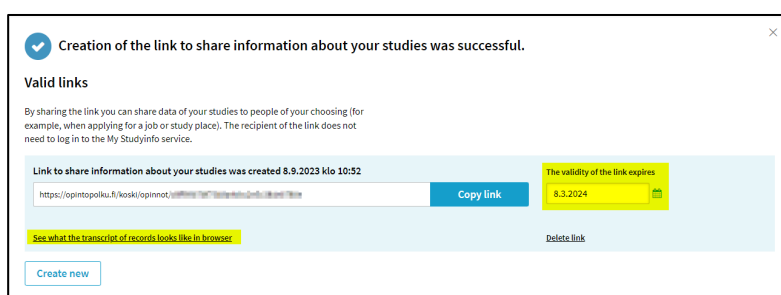 Creation of the link to share information about your studies was successful.
Valid links
By sharing the link you can share data of your studies to people of your choosing (for
example, when applying for a job or study place). The recipient of the link does not
need to log in to the My Studyinfo service.
Link to share information about your studies was created 8.9.2023 klo 10:52
The validity of the link expires
https://opintopolku.fi/koski/opinnot/
Copy link
8.3.2024
See what the transcript of records looks like in browser
Delete link
Create new